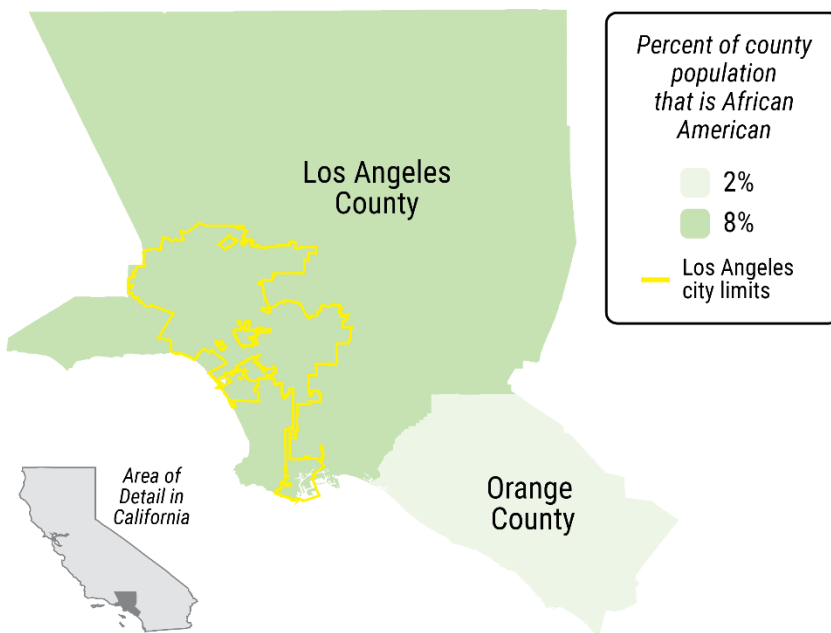 Percent of county
population
that is African
American
2%
8%
Los Angeles
city limits
Los Angeles
County
Orange
County
Area of
Detail in
California